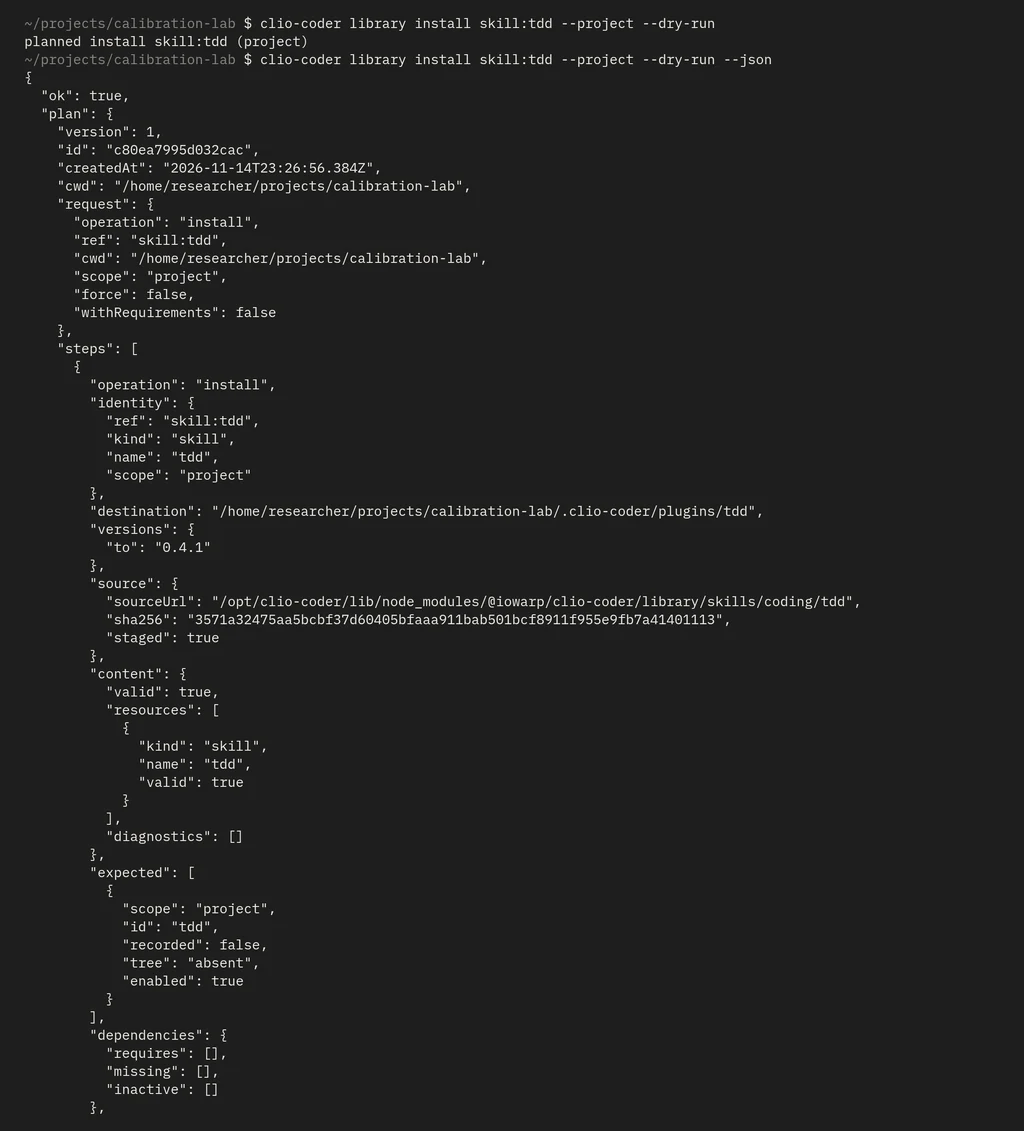 ~/projects/calibration-lab $ clio-coder library install skill:tdd --project --dry-run
planned install skill:tdd (project)
~/projects/calibration-lab $ clio-coder library install skill:tdd --project --dry-run --json
{
  "ok": true,
  "plan": {
    "version": 1,
    "id": "c80ea7995d032cac",
    "createdAt": "2026-11-14T23:26:56.384Z",
    "cwd": "/home/researcher/projects/calibration-lab",
    "request": {
      "operation": "install",
      "ref": "skill:tdd",
      "cwd": "/home/researcher/projects/calibration-lab",
      "scope": "project",
      "force": false,
      "withRequirements": false
    },
    "steps": [
      {
        "operation": "install",
        "identity": {
          "ref": "skill:tdd",
          "kind": "skill",
          "name": "tdd",
          "scope": "project"
        },
        "destination": "/home/researcher/projects/calibration-lab/.clio-coder/plugins/tdd",
        "versions": {
          "to": "0.4.1"
        },
        "source": {
          "sourceUrl": "/opt/clio-coder/lib/node_modules/@iowarp/clio-coder/library/skills/coding/tdd",
          "sha256": "3571a32475aa5bcbf37d60405bfaaa911bab501bcf8911f955e9fb7a41401113",
          "staged": true
        },
        "content": {
          "valid": true,
          "resources": [
            {
              "kind": "skill",
              "name": "tdd",
              "valid": true
            }
          ],
          "diagnostics": []
        },
        "expected": [
          {
            "scope": "project",
            "id": "tdd",
            "recorded": false,
            "tree": "absent",
            "enabled": true
          }
        ],
        "dependencies": {
          "requires": [],
          "missing": [],
          "inactive": []
        },